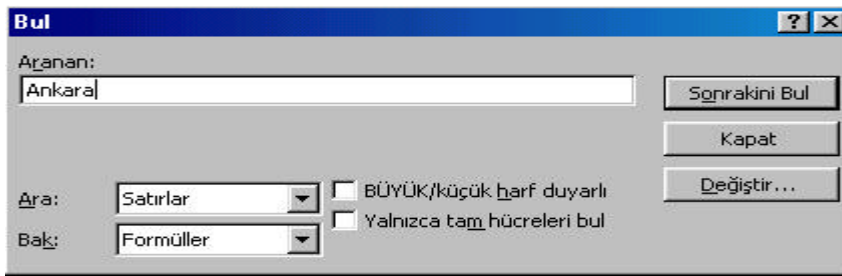 Bul
Aranan:
Ankara
Sonrakini Bul
Kapat
Değiştir...
Ara: Satırlar BÜYÜK/küçük harf duyarlı
Yalnızca tam hücreleri bul
Bak: Formüller